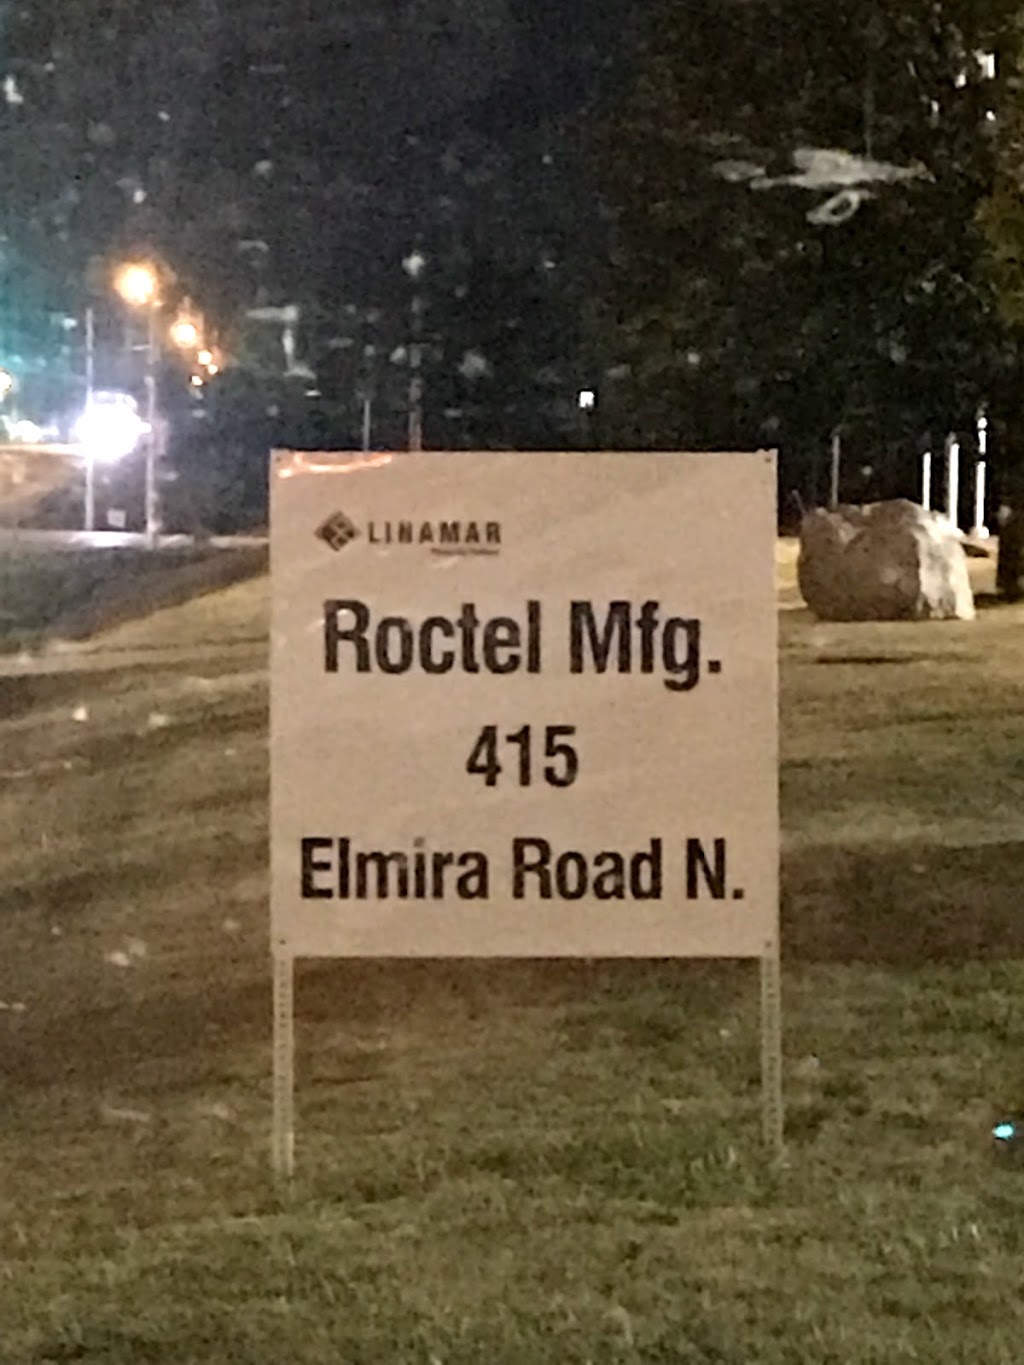 LINAMAR
Roctel Mfg.
415
Elmira Road N.